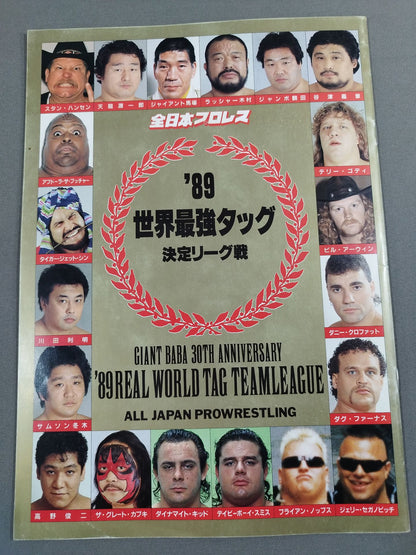 スタン・ハンセン
天龍源一郎
ジャイアント馬場
ラッシャー木村
ジャンボ鶴田
谷津嘉章
全日本プロレス
アブドーラ・ザ・ブッチャー
テリー・ゴディ
'89
世界最強タッグ
決定リーグ戦
タイガー・ジェット・シン
ビル・アーウィン
川田利明
ダニー・クロファット
GIANT BABA 30TH ANNIVERSARY
'89 REAL WORLD TAG TEAMLEAGUE
ALL JAPAN PROWRESTLING
サムソン冬木
ダグ・ファーナス
高野俊二
ザ・グレート・カブキ
ダイナマイト・キッド
デイビーボーイ・スミス
ブライアン・ノッブス
ジェリー・セガノビッチ